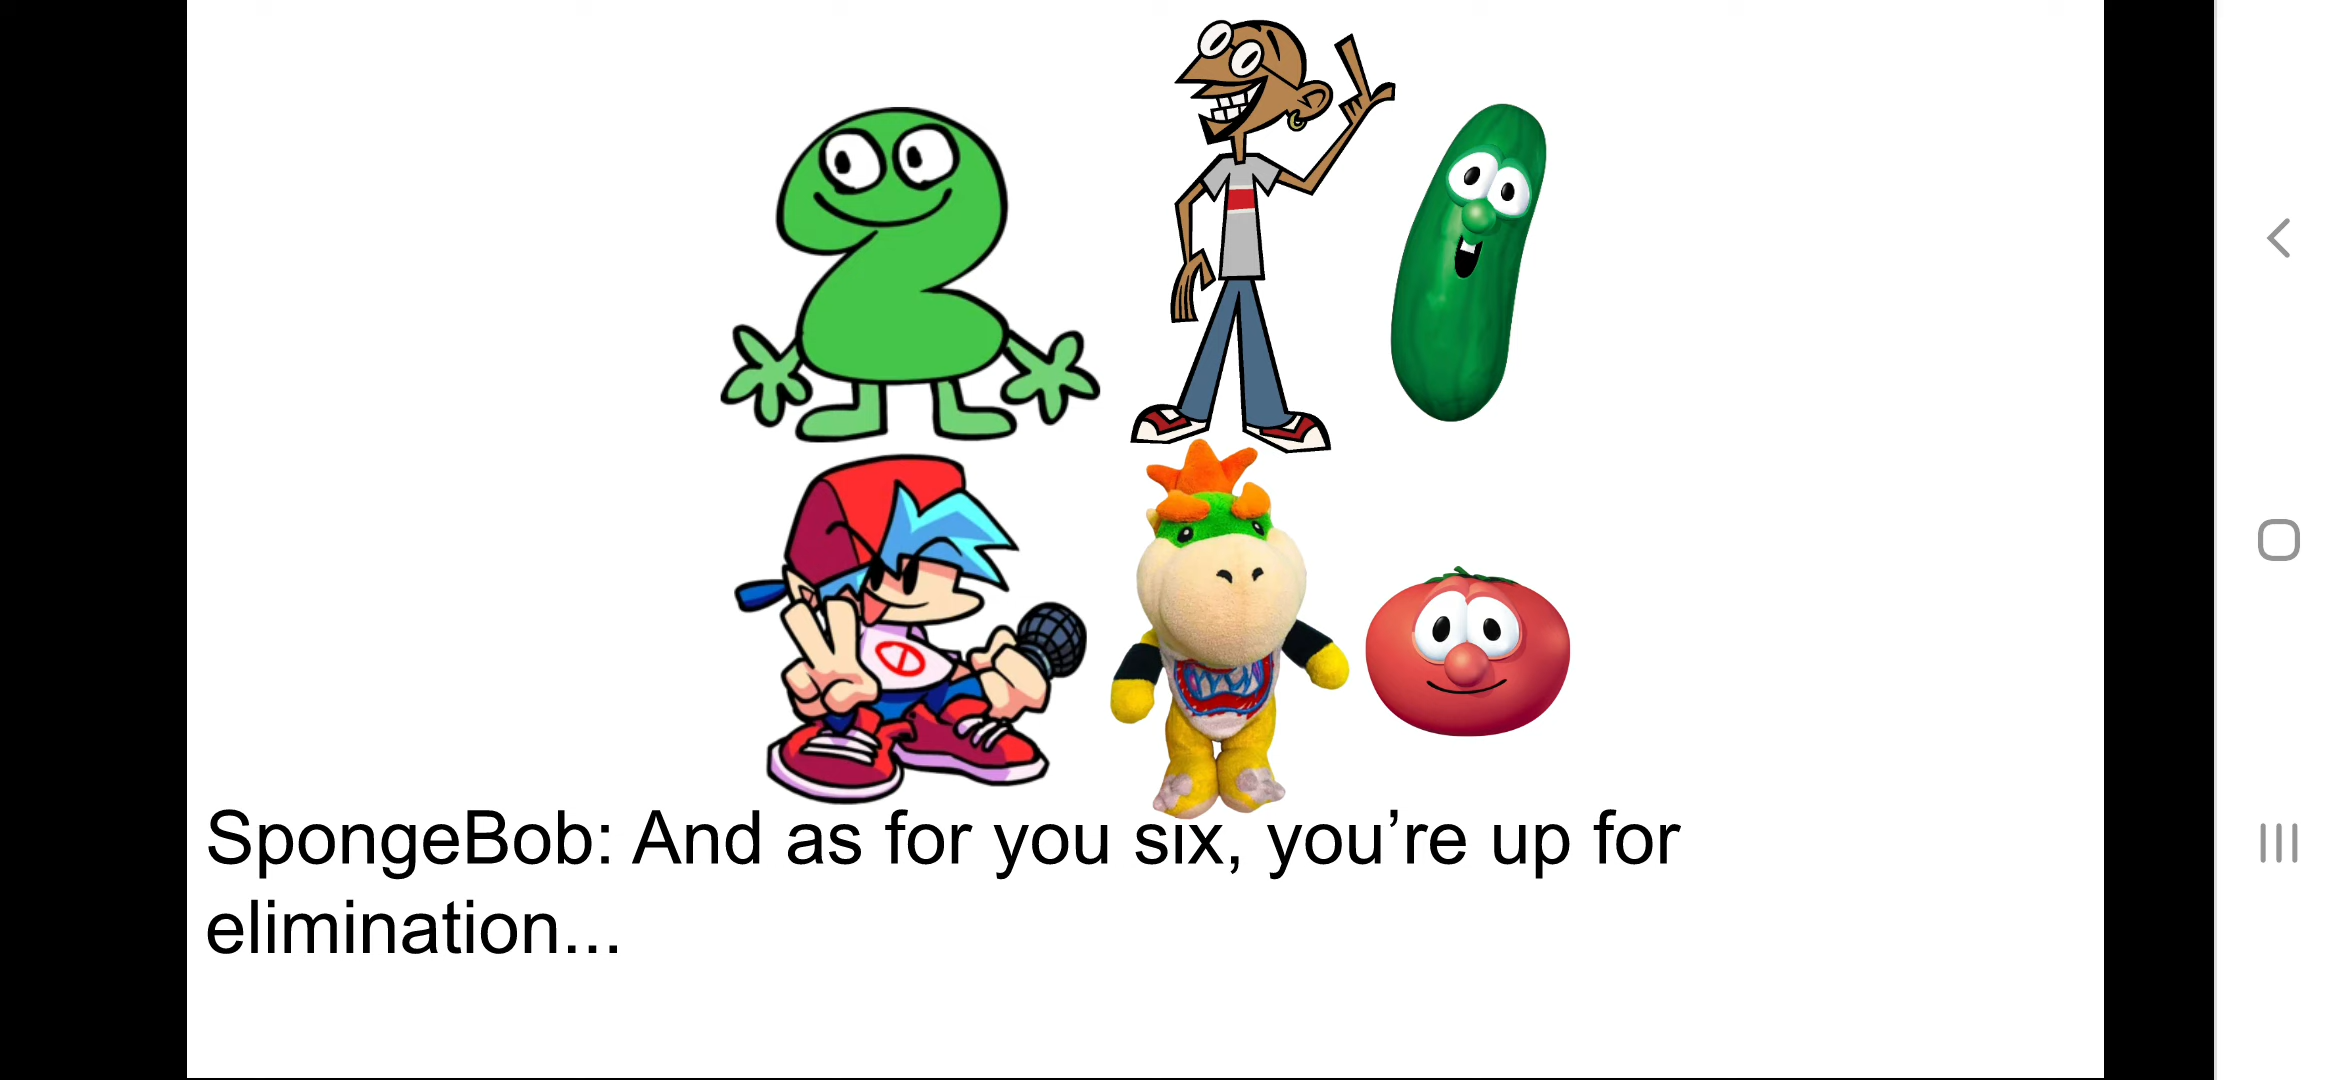 SpongeBob: And as for you six, you’re up for
elimination...